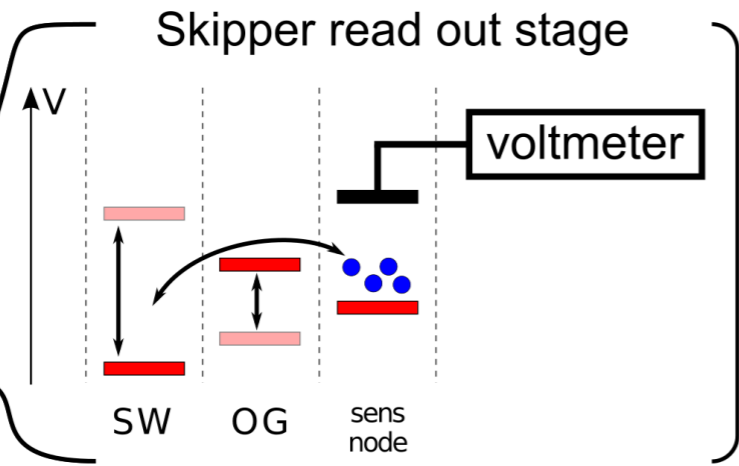 Skipper read out stage
V
voltmeter
SW
OG
sens
node